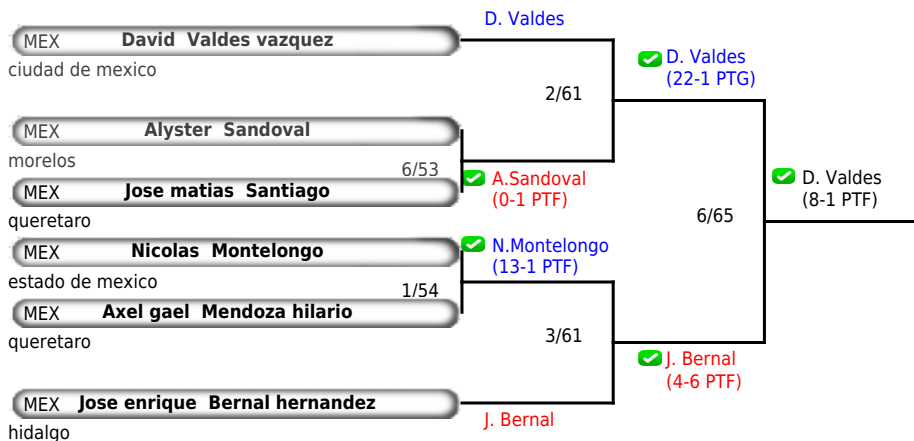 D. Valdes
MEX David Valdes vazquez
ciudad de mexico
D. Valdes
(22-1 PTG)
2/61
MEX Alyster Sandoval
morelos
6/53
A.Sandoval
(0-1 PTF)
MEX Jose matias Santiago
queretaro
D. Valdes
(8-1 PTF)
6/65
MEX Nicolas Montelongo
estado de mexico
N.Montelongo
(13-1 PTF)
1/54
MEX Axel gael Mendoza hilario
queretaro
3/61
J. Bernal
(4-6 PTF)
MEX Jose enrique Bernal hernandez
hidalgo
J. Bernal